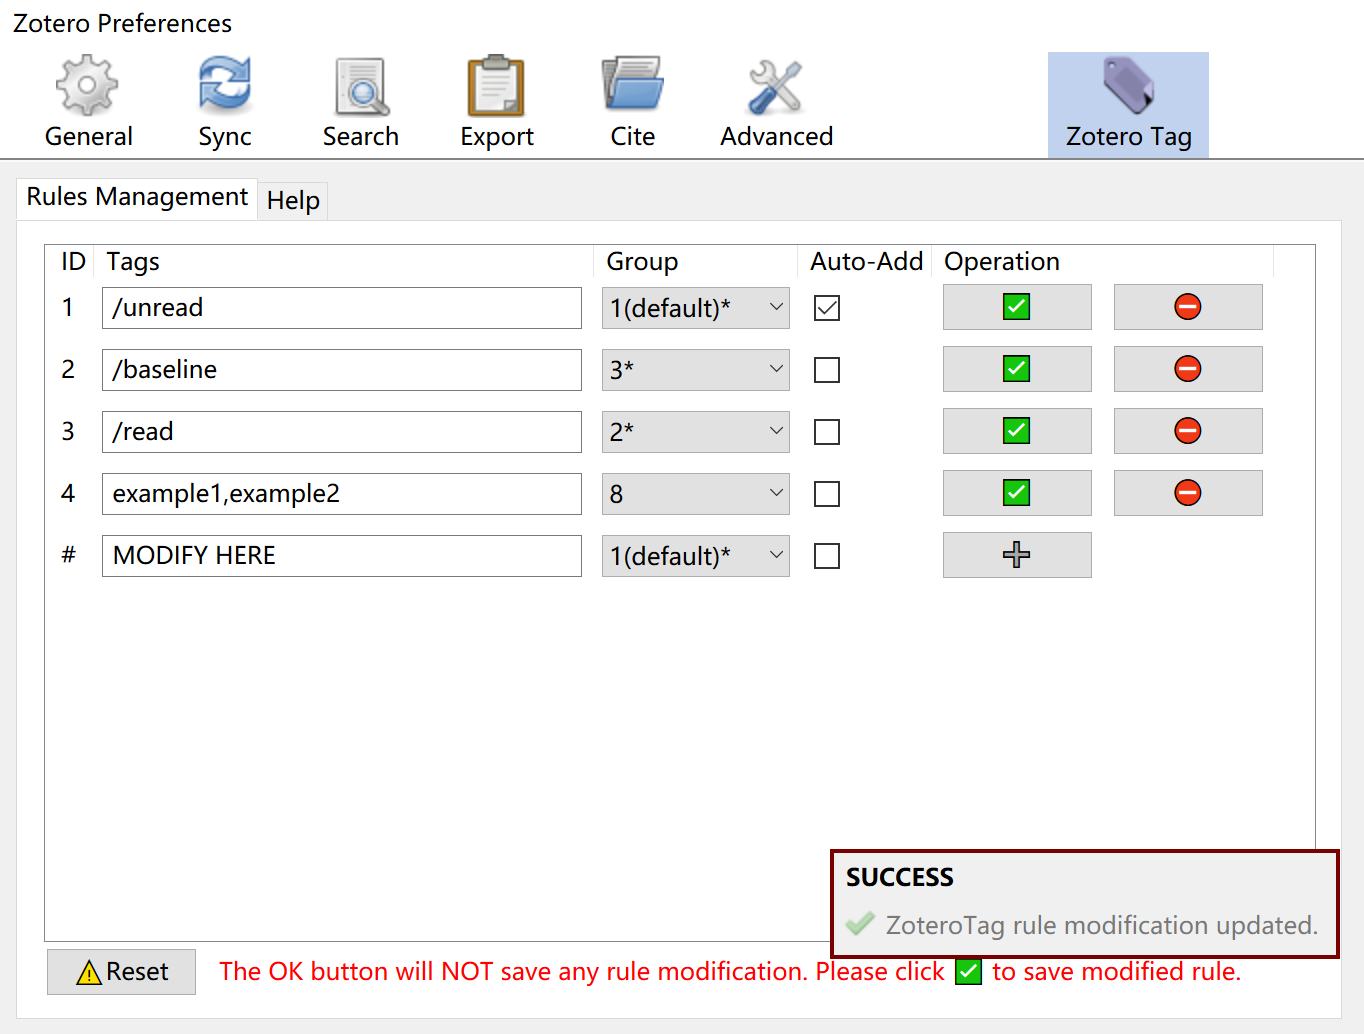 Zotero Preferences
General Sync Search Export Cite Advanced Zotero Tag
Rules Management Help
ID Tags Group Auto-Add Operation
1 /unread 1(default)*
2 /baseline 3*
3 /read 2*
4 example1,example2 8
# MODIFY HERE 1(default)*
SUCCESS
ZoteroTag rule modification updated.
Reset The OK button will NOT save any rule modification. Please click to save modified rule.